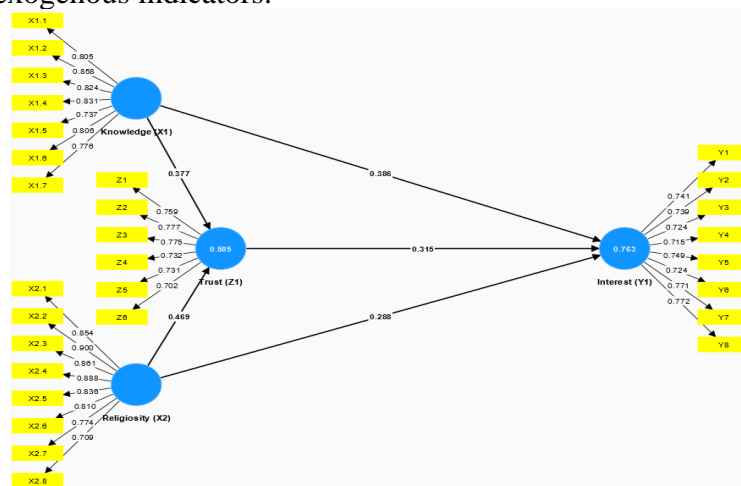 exogenous indicators.
X1.1
X1.2
X1.3
X1.4
X1.5
X1.6
X1.7
0.805
0.858
0.824
0.831
0.737
0.806
0.776
Knowledge (X1)
0.377
0.386
Z1
Z2
Z3
Z4
Z5
Z6
0.759
0.777
0.775
0.732
0.731
0.702
0.585
Trust (Z1)
0.315
0.469
0.288
X2.1
X2.2
X2.3
X2.4
X2.5
X2.6
X2.7
X2.8
0.854
0.900
0.861
0.888
0.836
0.810
0.774
0.709
Religiosity (X2)
0.763
Interest (Y1)
0.741
0.739
0.724
0.715
0.749
0.724
0.771
0.772
Y1
Y2
Y3
Y4
Y5
Y6
Y7
Y8